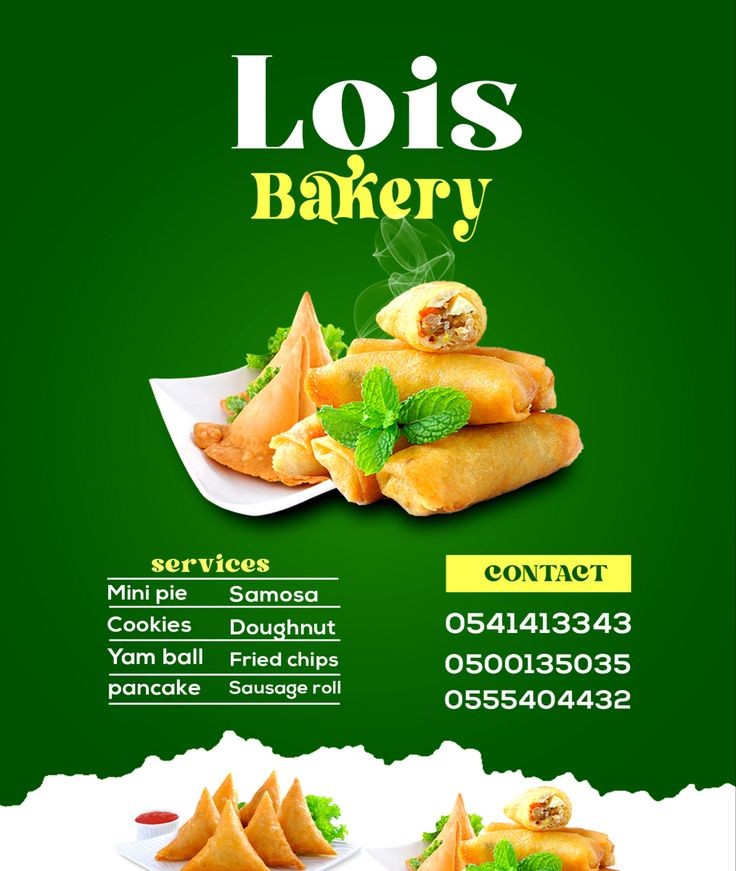 Lois
Bakery
services
Mini pie Samosa
Cookies Doughnut
Yam ball Fried chips
pancake Sausage roll
CONTACT
0541413343
0500135035
0555404432